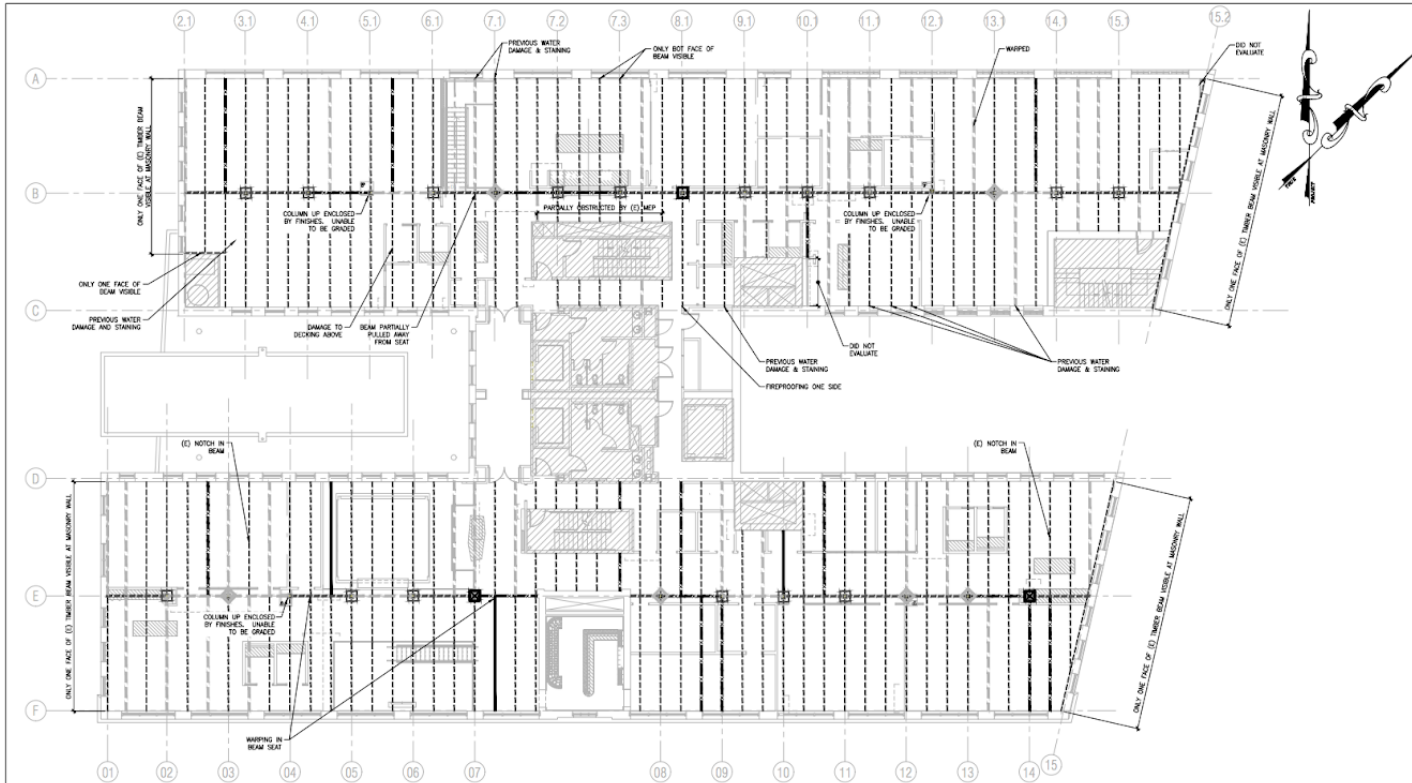 2.1 3.1 4.1 5.1 6.1 7.1 7.2 7.3 8.1 9.1 10.1 11.1 12.1 13.1 14.1 15.1 15.2
PREVIOUS WATER
DAMAGE & STAINING
ONLY BOT FACE OF
BEAM VISIBLE
WARPED
DID NOT
EVALUATE
A
ONLY ONE FACE OF (E) TIMBER BEAM
VISIBLE AT MASONRY WALL
ONLY ONE FACE OF (E) TIMBER BEAM VISIBLE AT MASONRY WALL
TRUE
PROJECT
B
COLUMN UP ENCLOSED
BY FINISHES. UNABLE
TO BE GRADED
PARTIALLY OBSTRUCTED BY (E) MEP
COLUMN UP ENCLOSED
BY FINISHES. UNABLE
TO BE GRADED
ONLY ONE FACE OF
BEAM VISIBLE
C
PREVIOUS WATER
DAMAGE AND STAINING
DAMAGE TO
DECKING ABOVE
BEAM PARTIALLY
PULLED AWAY
FROM SEAT
DID NOT
EVALUATE
PREVIOUS WATER
DAMAGE & STAINING
PREVIOUS WATER
DAMAGE & STAINING
FIREPROOFING ONE SIDE
(E) NOTCH IN
BEAM
(E) NOTCH IN
BEAM
D
ONLY ONE FACE OF (E) TIMBER BEAM VISIBLE AT MASONRY WALL
ONLY ONE FACE OF (E) TIMBER BEAM VISIBLE AT MASONRY WALL
E
COLUMN UP ENCLOSED
BY FINISHES. UNABLE
TO BE GRADED
F
WARPING IN
BEAM SEAT
01 02 03 04 05 06 07 08 09 10 11 12 13 14 15